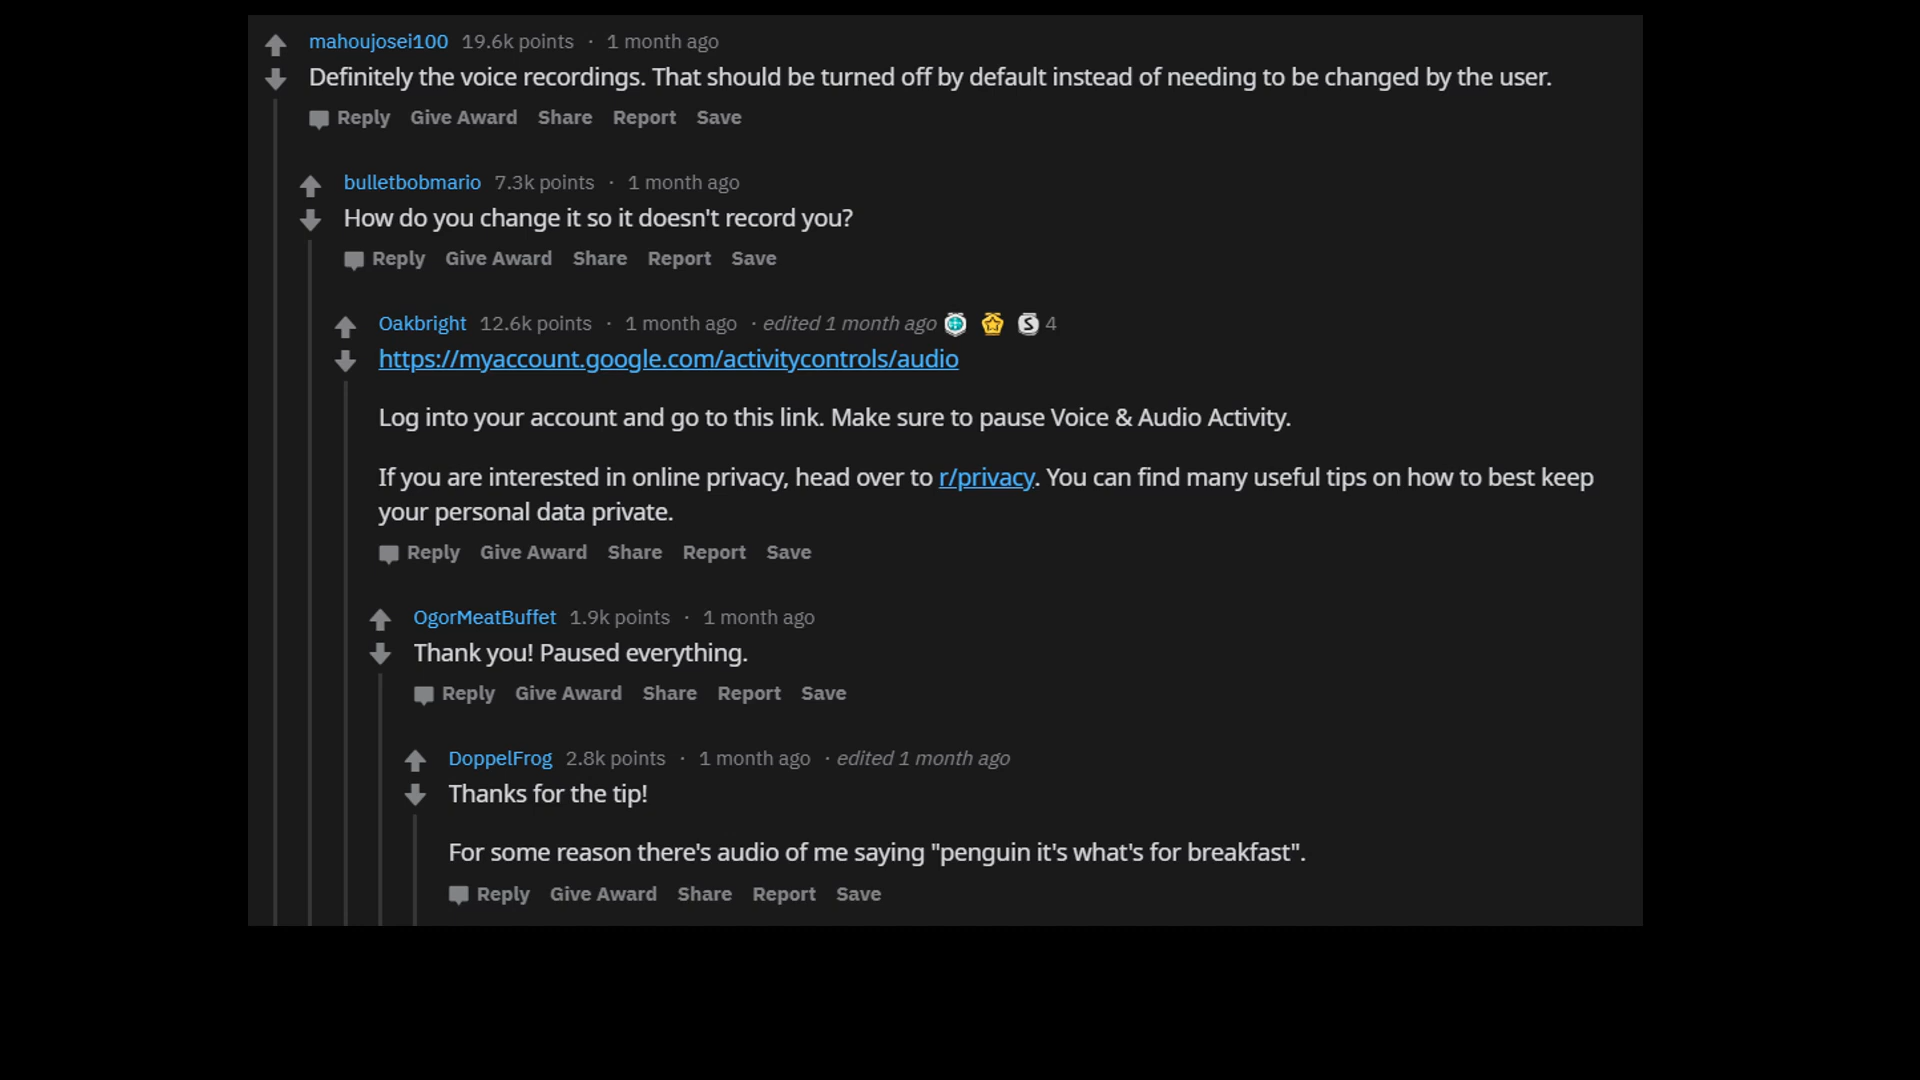 mahoujosei100 19.6k points · 1 month ago
Definitely the voice recordings. That should be turned off by default instead of needing to be changed by the user.
Reply Give Award Share Report Save
bulletbobmario 7.3k points · 1 month ago
How do you change it so it doesn't record you?
Reply Give Award Share Report Save
Oakbright 12.6k points · 1 month ago · edited 1 month ago S 4
https://myaccount.google.com/activitycontrols/audio
Log into your account and go to this link. Make sure to pause Voice & Audio Activity.
If you are interested in online privacy, head over to r/privacy. You can find many useful tips on how to best keep
your personal data private.
Reply Give Award Share Report Save
OgorMeatBuffet 1.9k points · 1 month ago
Thank you! Paused everything.
Reply Give Award Share Report Save
DoppelFrog 2.8k points · 1 month ago · edited 1 month ago
Thanks for the tip!
For some reason there's audio of me saying "penguin it's what's for breakfast".
Reply Give Award Share Report Save